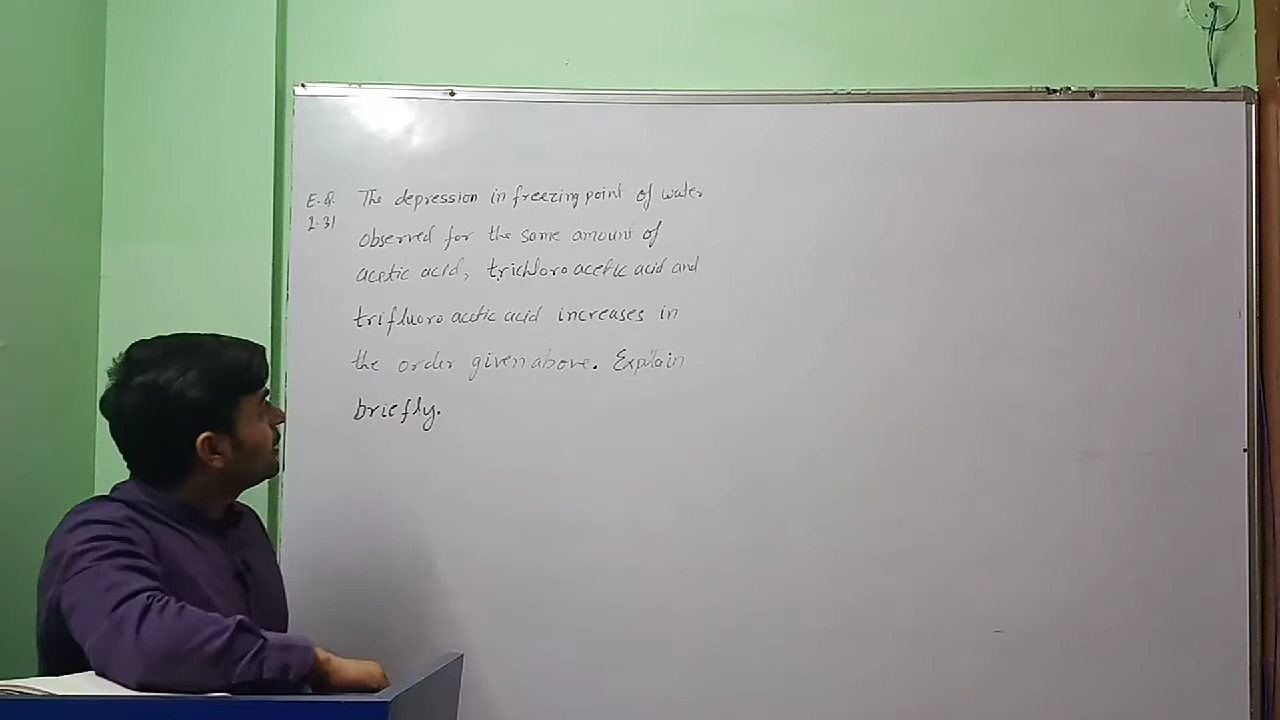 E.Q. The depression in freezing point of water
2.31
observed for the same amount of
acetic acid, trichloro acetic acid and
trifluoro acetic acid increases in
the order given above. Explain
briefly.